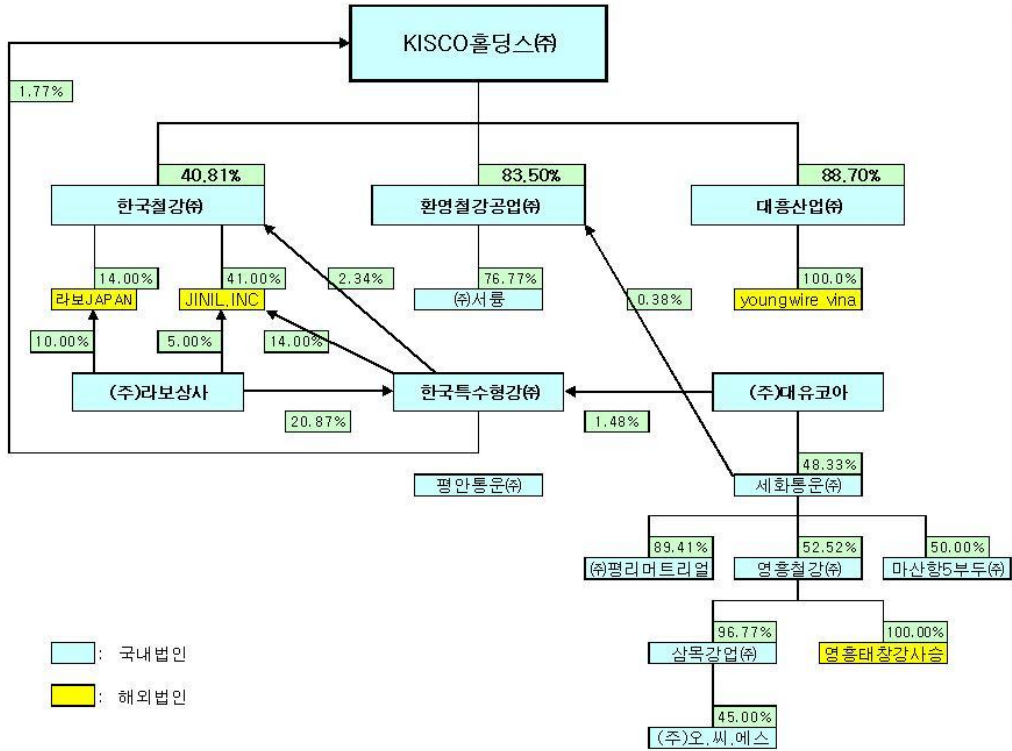 KISCO홀딩스㈜
1.77%
40.81%
83.50%
88.70%
한국철강㈜
환영철강공업㈜
대흥산업㈜
14.00%
41.00%
2.34%
76.77%
0.38%
100.0%
라보JAPAN
JINIL.INC
㈜서륭
youngwire vina
10.00%
5.00%
14.00%
(주)라보상사
한국특수형강㈜
(주)대유코아
20.87%
1.48%
48.33%
평안통운㈜
세화통운㈜
89.41%
52.52%
50.00%
㈜평리머트리얼
영흥철강㈜
마산항5부두㈜
96.77%
100.00%
삼목강업㈜
영흥태창강사승
: 국내법인
: 해외법인
45.00%
(주)오.씨.에스